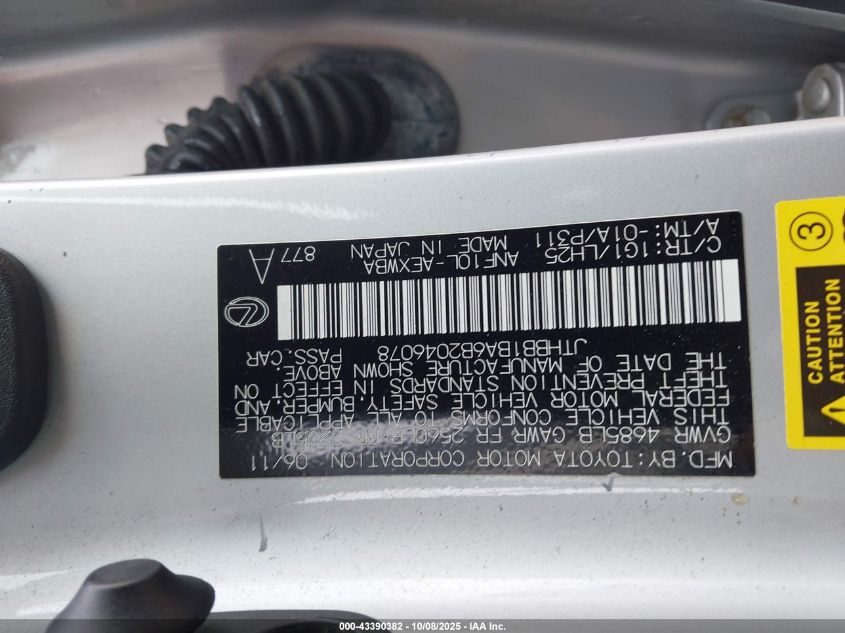 MFD. BY: TOYOTA MOTOR CORPORATION 06/11
GVWR 4685LB GAWR FR 2560LB RR 2205LB
THIS VEHICLE CONFORMS TO ALL APPLICABLE
FEDERAL MOTOR VEHICLE SAFETY, BUMPER, AND
THEFT PREVENTION STANDARDS IN EFFECT ON
THE DATE OF MANUFACTURE SHOWN ABOVE.
JTHBB1BA6B2046078 PASS. CAR
C/TR: 1G1/LH25 ANF10L-AEXWBA 877 A
A/TM: -01A/P311 MADE IN JAPAN
3
CAUTION
000-43390382 - 10/08/2025 - IAA Inc.